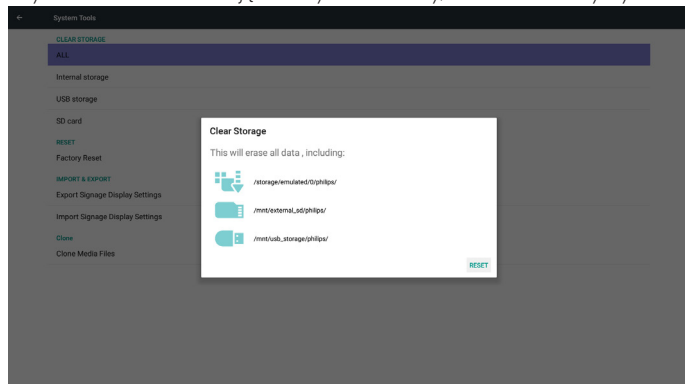 System Tools
CLEAR STORAGE
ALL
Internal storage
USB storage
SD card
RESET
Factory Reset
IMPORT & EXPORT
Export Signage Display Settings
Import Signage Display Settings
Clone
Clone Media Files
Clear Storage
This will erase all data , including:
/storage/emulated/0/philips/
/mnt/external_sd/philips/
/mnt/usb_storage/philips/
RESET